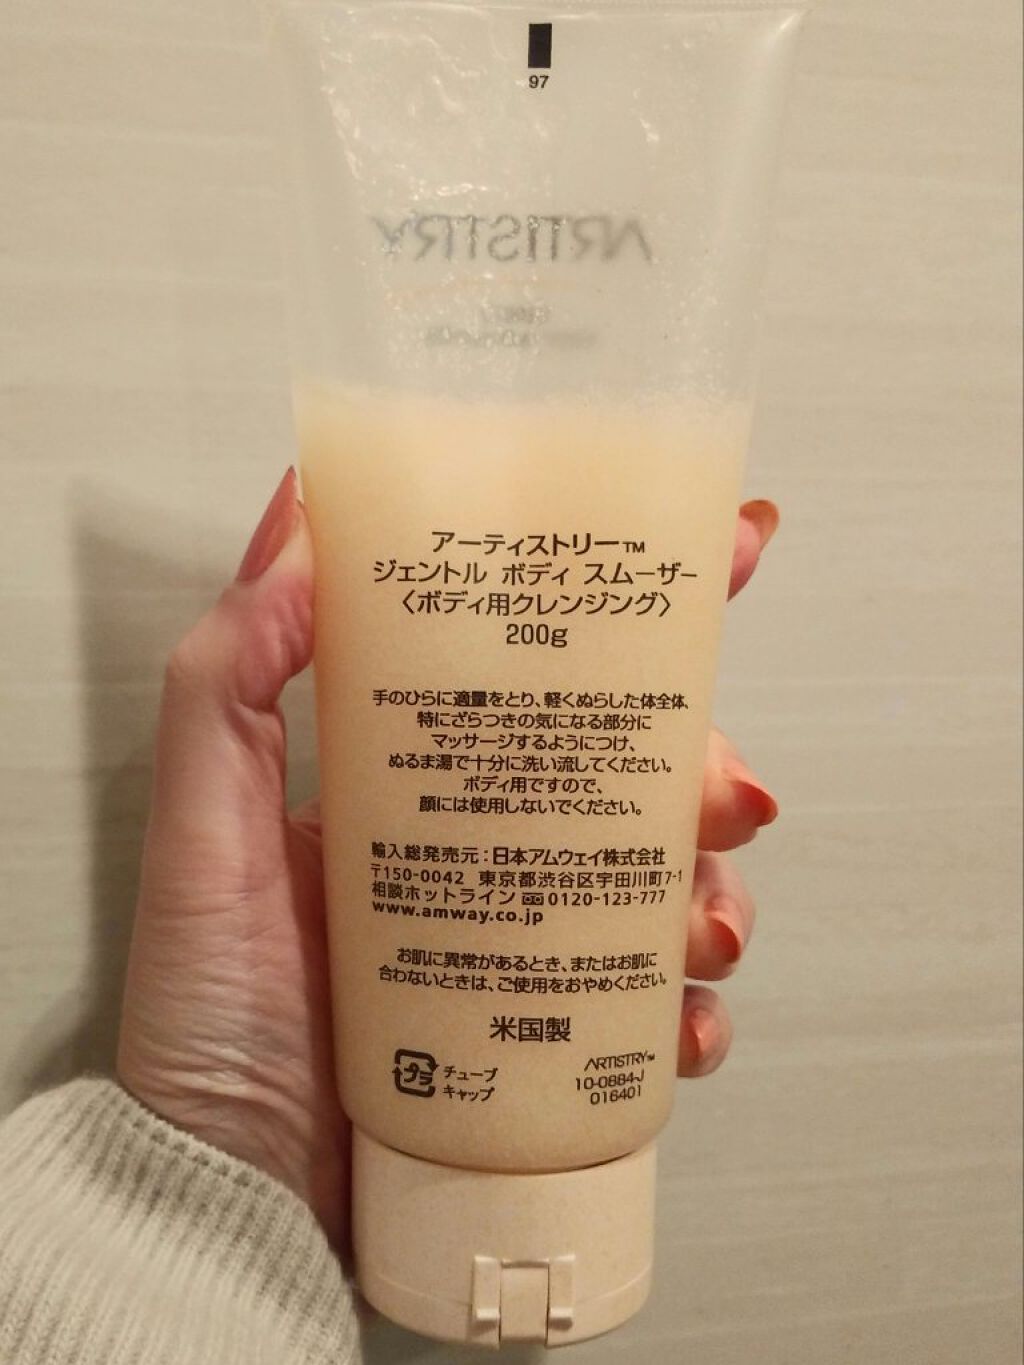 97
ARTISTRY
アーティストリー™
ジェントル ボディ スムーザー
〈ボディ用クレンジング〉
200g
手のひらに適量をとり、軽くぬらした体全体、
特にざらつきの気になる部分に
マッサージするようにつけ、
ぬるま湯で十分に洗い流してください。
ボディ用ですので、
顔には使用しないでください。
輸入総発売元：日本アムウェイ株式会社
〒150-0042 東京都渋谷区宇田川町7-1
相談ホットライン 0120-123-777
www.amway.co.jp
お肌に異常があるとき、またはお肌に
合わないときは、ご使用をおやめください。
米国製
プラ
チューブ
キャップ
ARTISTRY™
10-0884-J
016401